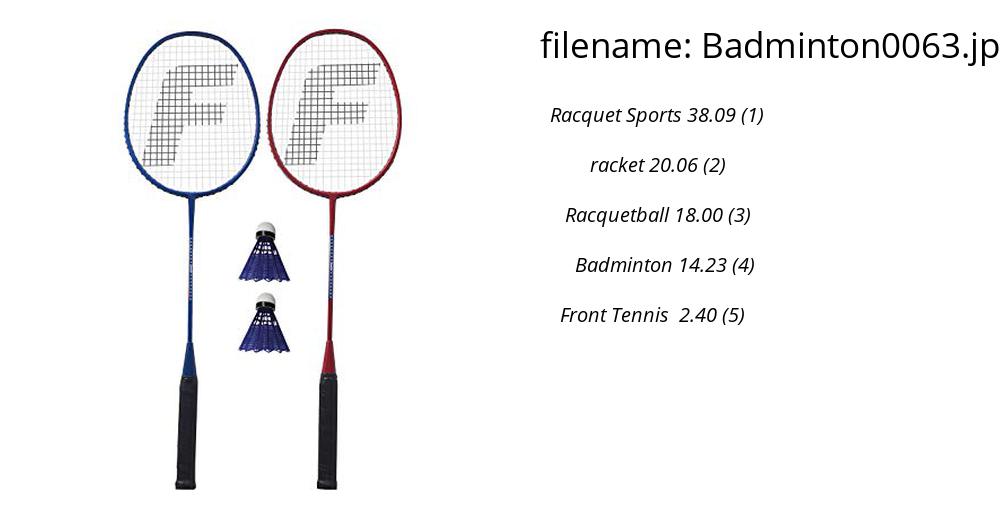 F F
filename: Badminton0063.jp
Racquet Sports 38.09 (1)
racket 20.06 (2)
Racquetball 18.00 (3)
Badminton 14.23 (4)
Front Tennis 2.40 (5)